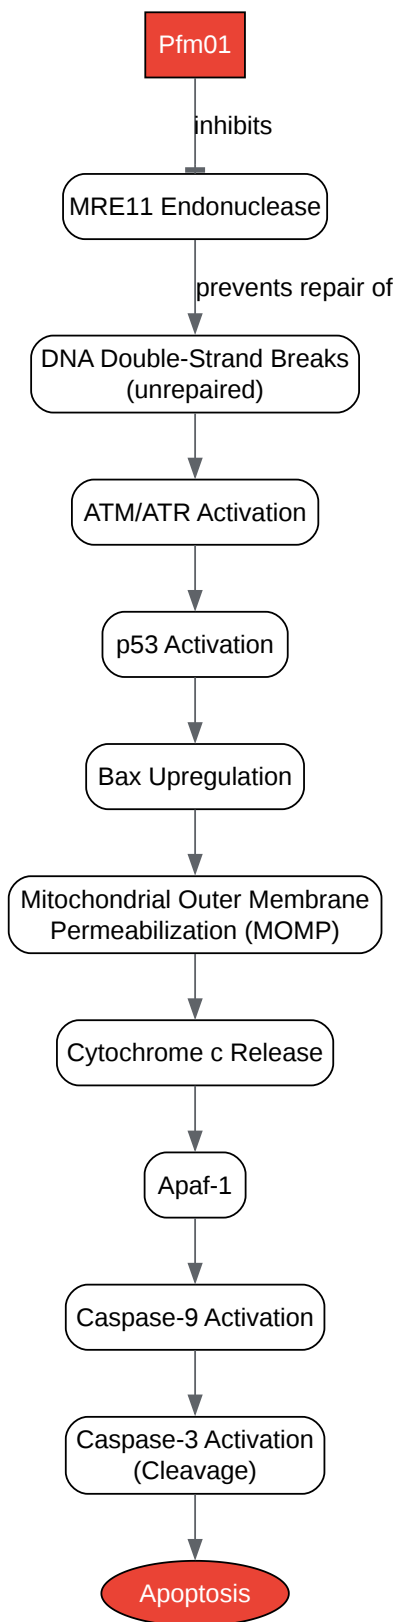 Pfm01
inhibits
MRE11 Endonuclease
prevents repair of
DNA Double-Strand Breaks
(unrepaired)
ATM/ATR Activation
p53 Activation
Bax Upregulation
Mitochondrial Outer Membrane
Permeabilization (MOMP)
Cytochrome c Release
Apaf-1
Caspase-9 Activation
Caspase-3 Activation
(Cleavage)
Apoptosis